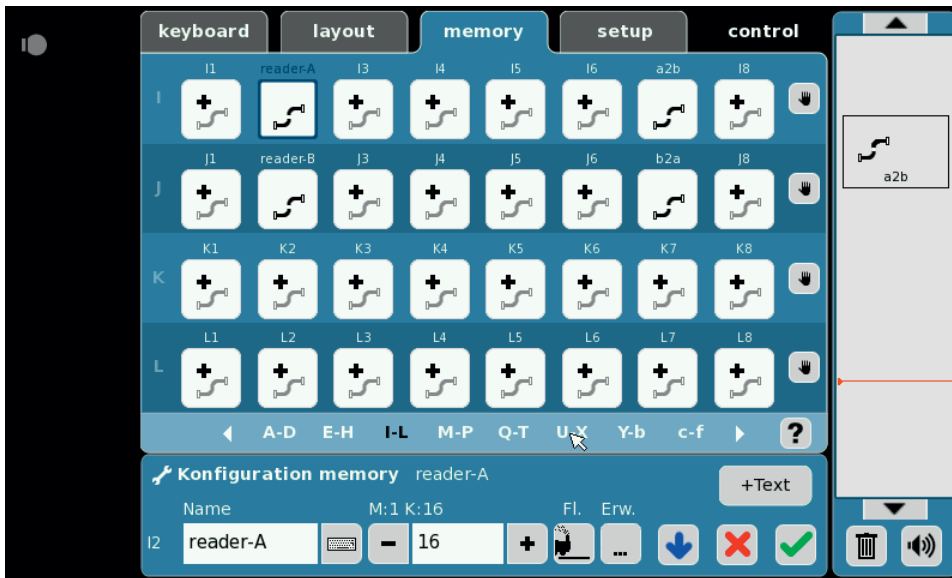 keyboard layout memory setup control
I1 reader-A I3 I4 I5 I6 a2b I8
I
J1 reader-B J3 J4 J5 J6 b2a J8
J
a2b
K1 K2 K3 K4 K5 K6 K7 K8
K
L1 L2 L3 L4 L5 L6 L7 L8
L
A-D E-H I-L M-P Q-T U-X Y-b c-f ?
Konfiguration memory reader-A
+Text
Name M:1 K:16 Fl. Erw.
I2 reader-A - 16 + ...